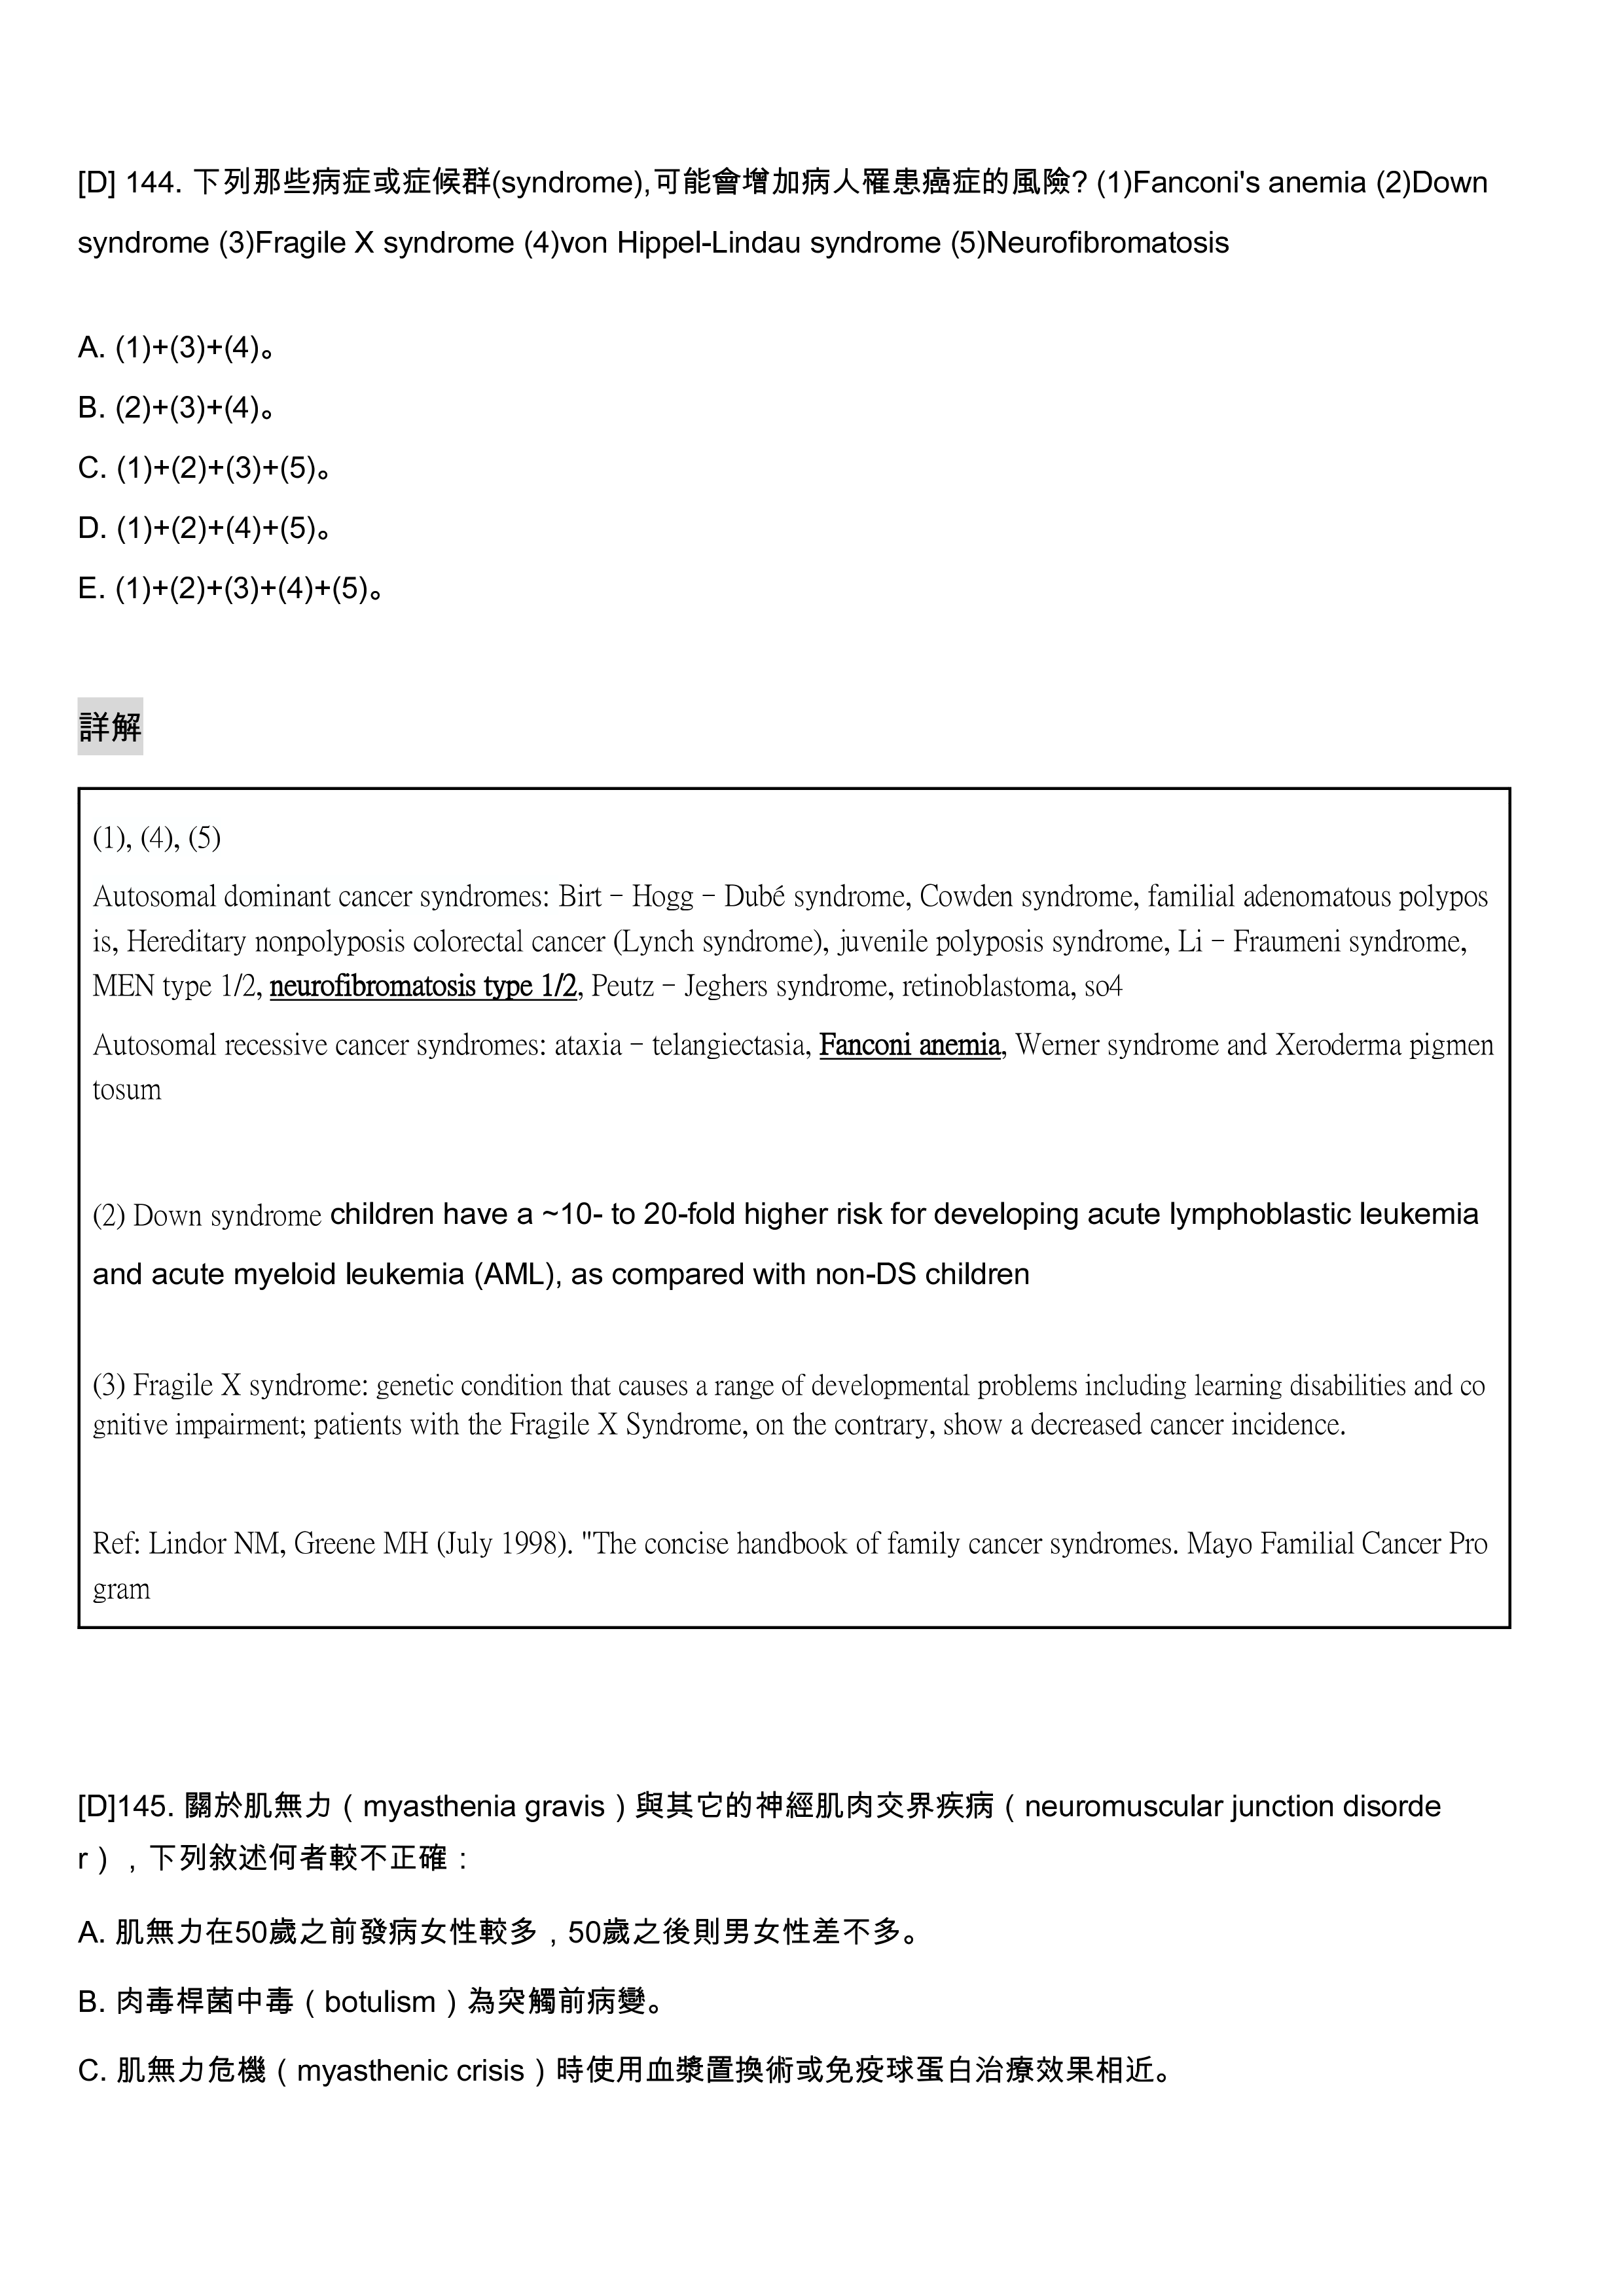 [D] 144. 下列那些病症或症候群(syndrome),可能會增加病人罹患癌症的風險? (1)Fanconi's anemia (2)Down
syndrome (3)Fragile X syndrome (4)von Hippel-Lindau syndrome (5)Neurofibromatosis
A. (1)+(3)+(4)。
B. (2)+(3)+(4)。
C. (1)+(2)+(3)+(5)。
D. (1)+(2)+(4)+(5)。
E. (1)+(2)+(3)+(4)+(5)。
詳解
(1), (4), (5)
Autosomal dominant cancer syndromes: Birt – Hogg – Dubé syndrome, Cowden syndrome, familial adenomatous polypos
is, Hereditary nonpolyposis colorectal cancer (Lynch syndrome), juvenile polyposis syndrome, Li – Fraumeni syndrome,
MEN type 1/2, neurofibromatosis type 1/2, Peutz – Jeghers syndrome, retinoblastoma, so4
Autosomal recessive cancer syndromes: ataxia – telangiectasia, Fanconi anemia, Werner syndrome and Xeroderma pigmen
tosum
(2) Down syndrome children have a ~10- to 20-fold higher risk for developing acute lymphoblastic leukemia
and acute myeloid leukemia (AML), as compared with non-DS children
(3) Fragile X syndrome: genetic condition that causes a range of developmental problems including learning disabilities and co
gnitive impairment; patients with the Fragile X Syndrome, on the contrary, show a decreased cancer incidence.
Ref: Lindor NM, Greene MH (July 1998). "The concise handbook of family cancer syndromes. Mayo Familial Cancer Pro
gram
[D]145. 關於肌無力（myasthenia gravis）與其它的神經肌肉交界疾病（neuromuscular junction disorde
r），下列敘述何者較不正確：
A. 肌無力在50歲之前發病女性較多，50歲之後則男女性差不多。
B. 肉毒桿菌中毒（botulism）為突觸前病變。
C. 肌無力危機（myasthenic crisis）時使用血漿置換術或免疫球蛋白治療效果相近。